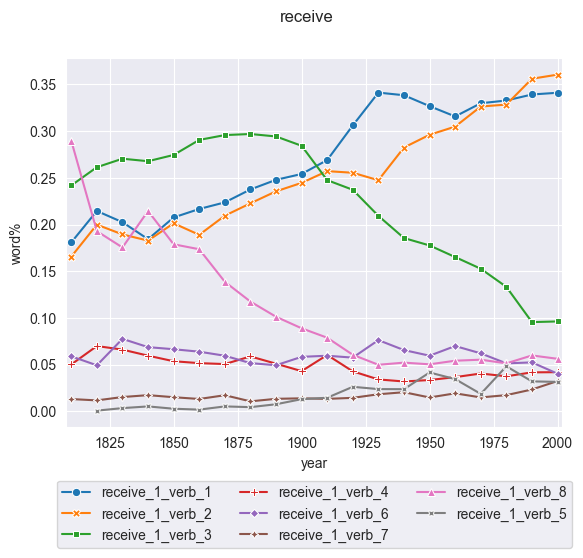 receive
0.35
0.30
0.25
0.20
0.15
0.10
0.05
0.00
word%
1825 1850 1875 1900 1925 1950 1975 2000
year
receive_1_verb_1 receive_1_verb_4 receive_1_verb_8
receive_1_verb_2 receive_1_verb_6 receive_1_verb_5
receive_1_verb_3 receive_1_verb_7